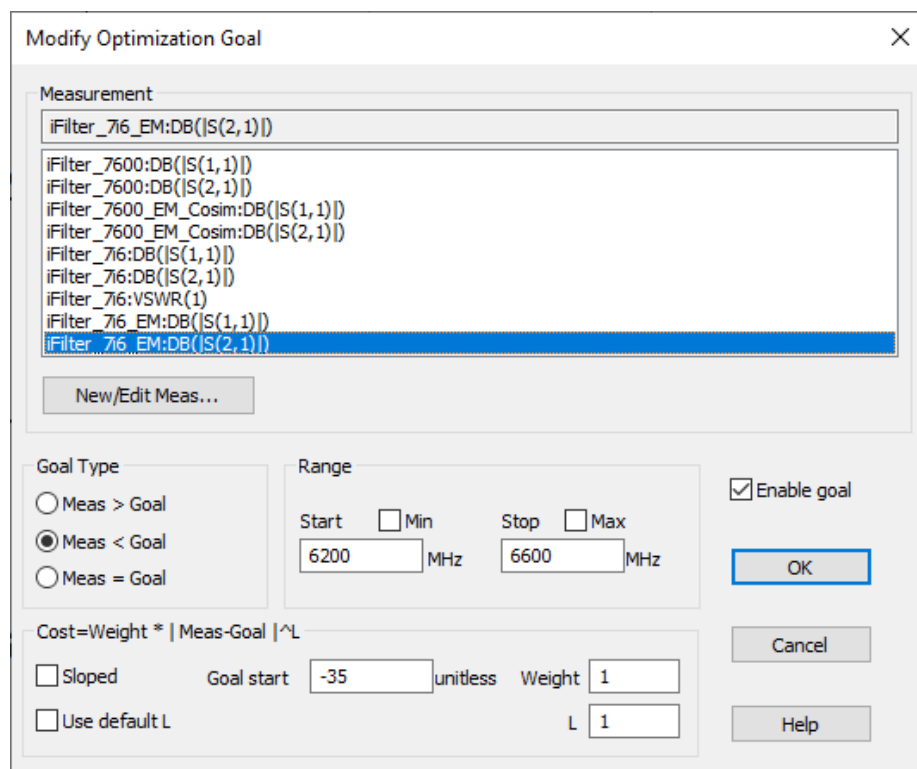 Modify Optimization Goal
Measurement
iFilter_7i6_EM:DB(|S(2,1)|)
iFilter_7600:DB(|S(1,1)|)
iFilter_7600:DB(|S(2,1)|)
iFilter_7600_EM_Cosim:DB(|S(1,1)|)
iFilter_7600_EM_Cosim:DB(|S(2,1)|)
iFilter_7i6:DB(|S(1,1)|)
iFilter_7i6:DB(|S(2,1)|)
iFilter_7i6:VSWR(1)
iFilter_7i6_EM:DB(|S(1,1)|)
iFilter_7i6_EM:DB(|S(2,1)|)
New/Edit Meas...
Goal Type
Meas > Goal
Meas < Goal
Meas = Goal
Range
Start Min Stop Max
6200 MHz 6600 MHz
Enable goal
OK
Cost=Weight * | Meas-Goal |^L
Sloped Goal start -35 unitless Weight 1
Use default L L 1
Cancel
Help